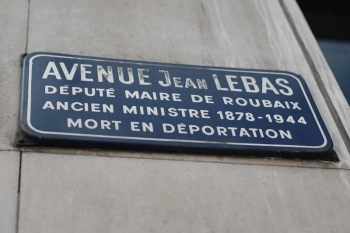 AVENUE JEAN LEBAS
DÉPUTÉ MAIRE DE ROUBAIX
ANCIEN MINISTRE 1878-1944
MORT EN DÉPORTATION